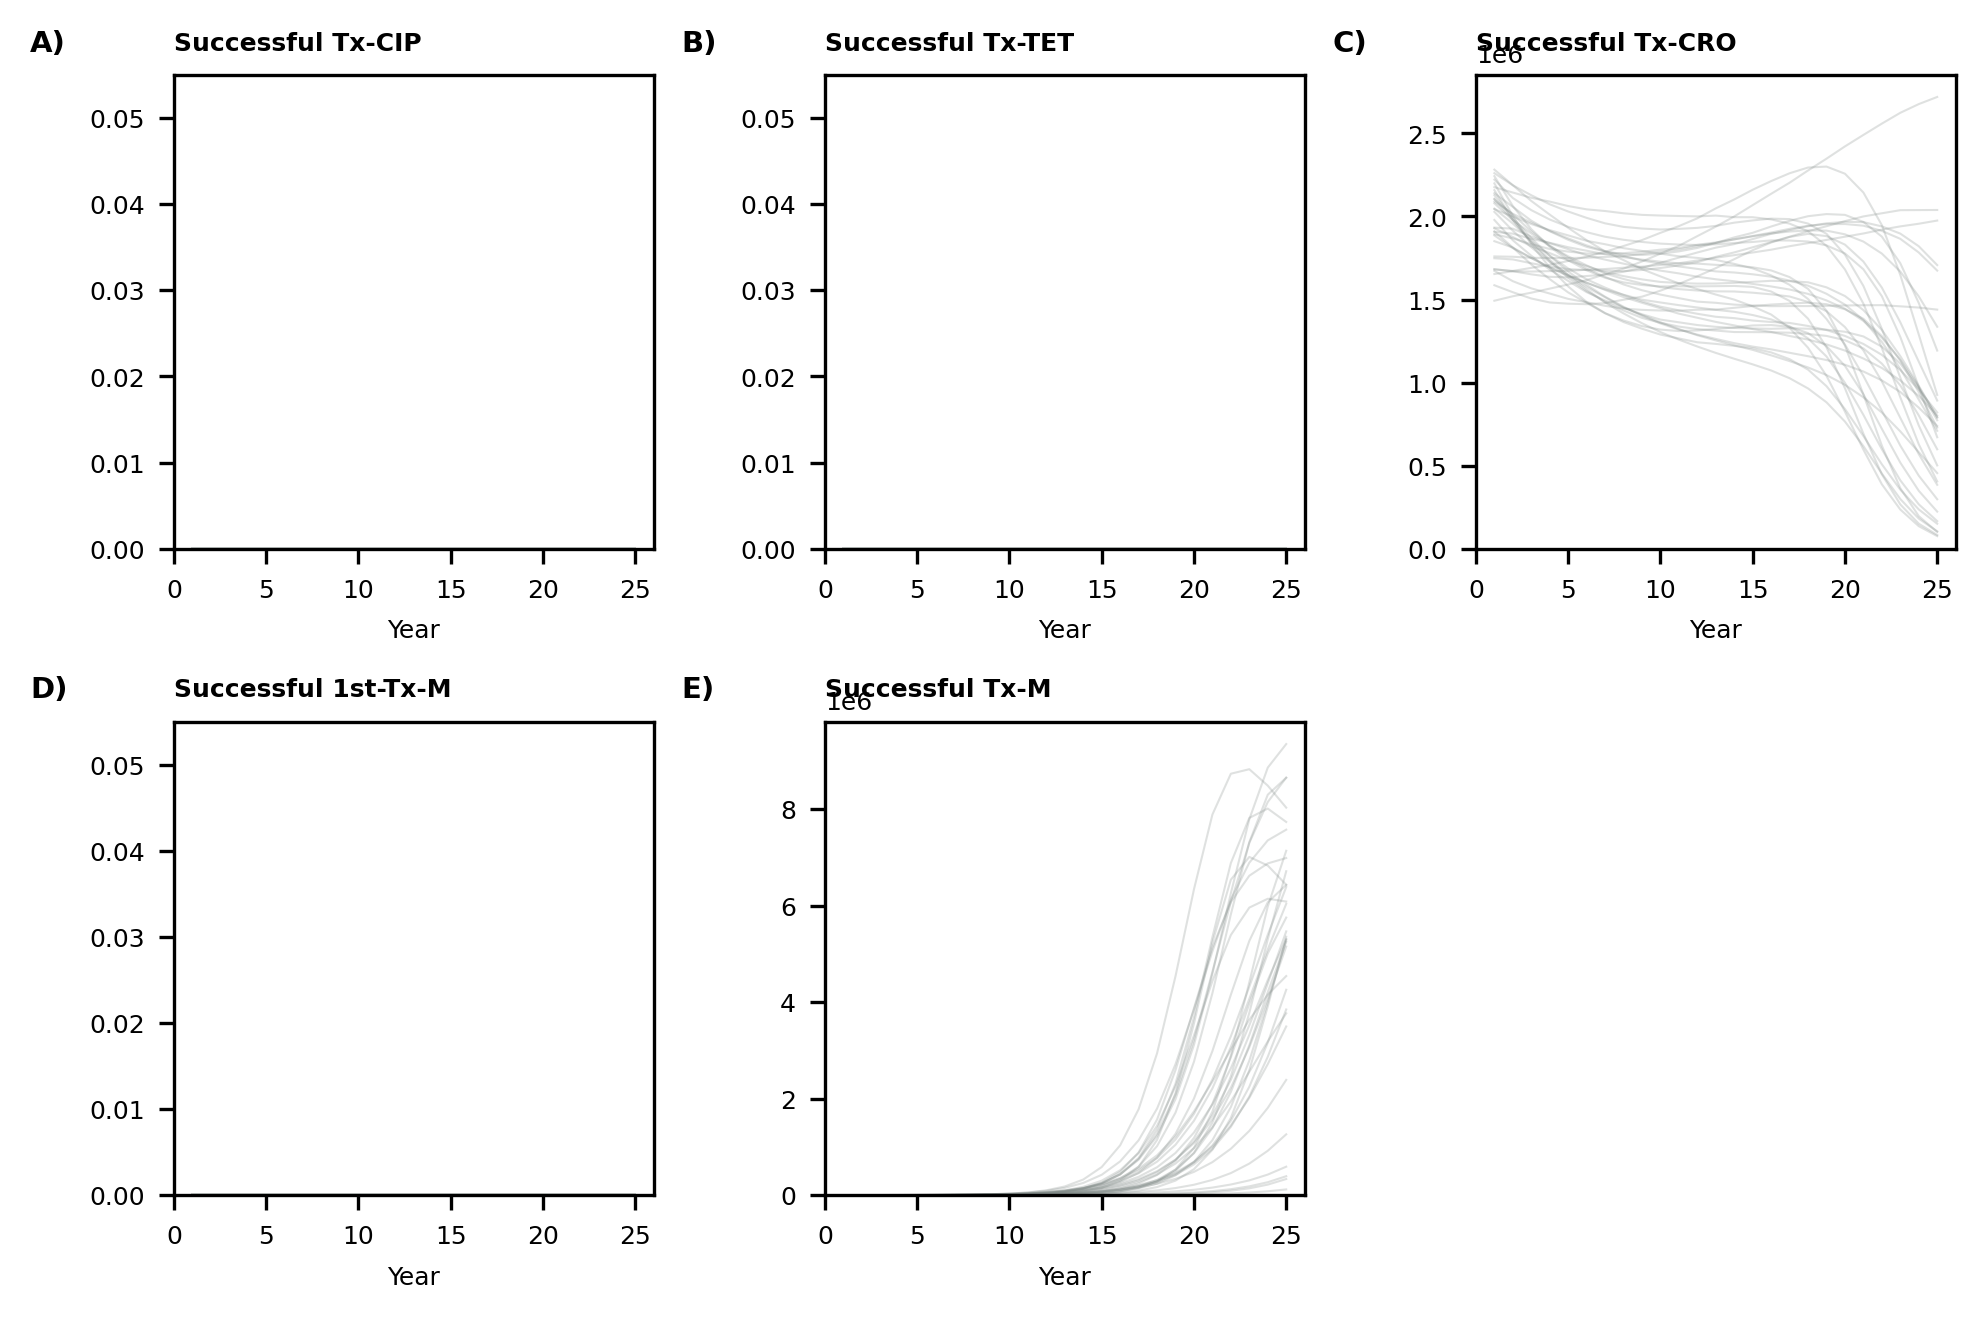 A) Successful Tx-CIP
0.05
0.04
0.03
0.02
0.01
0.00
0 5 10 15 20 25
Year
B) Successful Tx-TET
0.05
0.04
0.03
0.02
0.01
0.00
0 5 10 15 20 25
Year
C) Successful Tx-CRO
1e6
2.5
2.0
1.5
1.0
0.5
0.0
0 5 10 15 20 25
Year
D) Successful 1st-Tx-M
0.05
0.04
0.03
0.02
0.01
0.00
0 5 10 15 20 25
Year
E) Successful Tx-M
1e6
8
6
4
2
0
0 5 10 15 20 25
Year